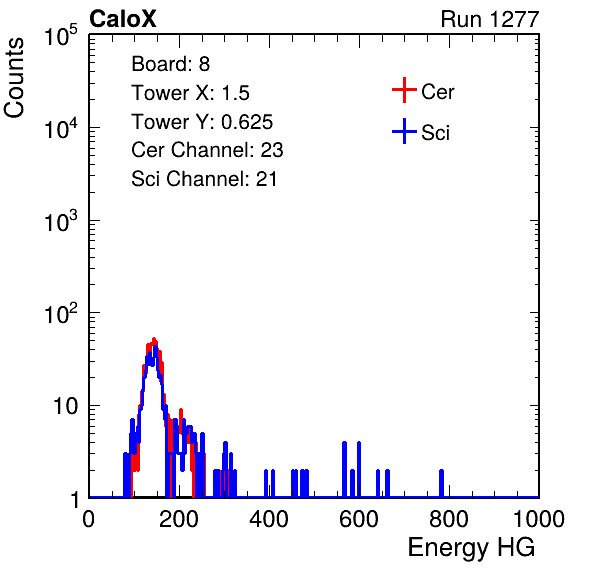 CaloX Run 1277
Counts
10^5
10^4
10^3
10^2
10
1
Board: 8
Tower X: 1.5
Tower Y: 0.625
Cer Channel: 23
Sci Channel: 21
Cer
Sci
0 200 400 600 800 1000
Energy HG